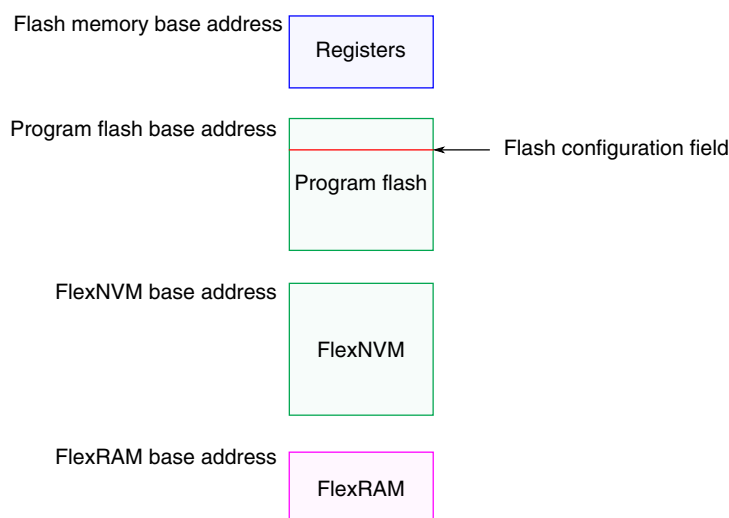 Flash memory base address
Registers
Program flash base address
Flash configuration field
Program flash
FlexNVM base address
FlexNVM
FlexRAM base address
FlexRAM